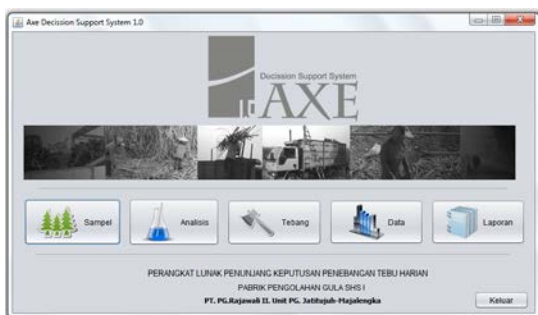 Axe Decission Support System 1.0
Decission Support System
AXE
Sampel
Analisis
Tebang
Data
Laporan
PERANGKAT LUNAK PENUNJANG KEPUTUSAN PENEBANGAN TEBU HARIAN
PABRIK PENGOLAHAN GULA SHS I
PT. PG.Rajawali II. Unit PG. Jatitujuh-Majalengka
Keluar